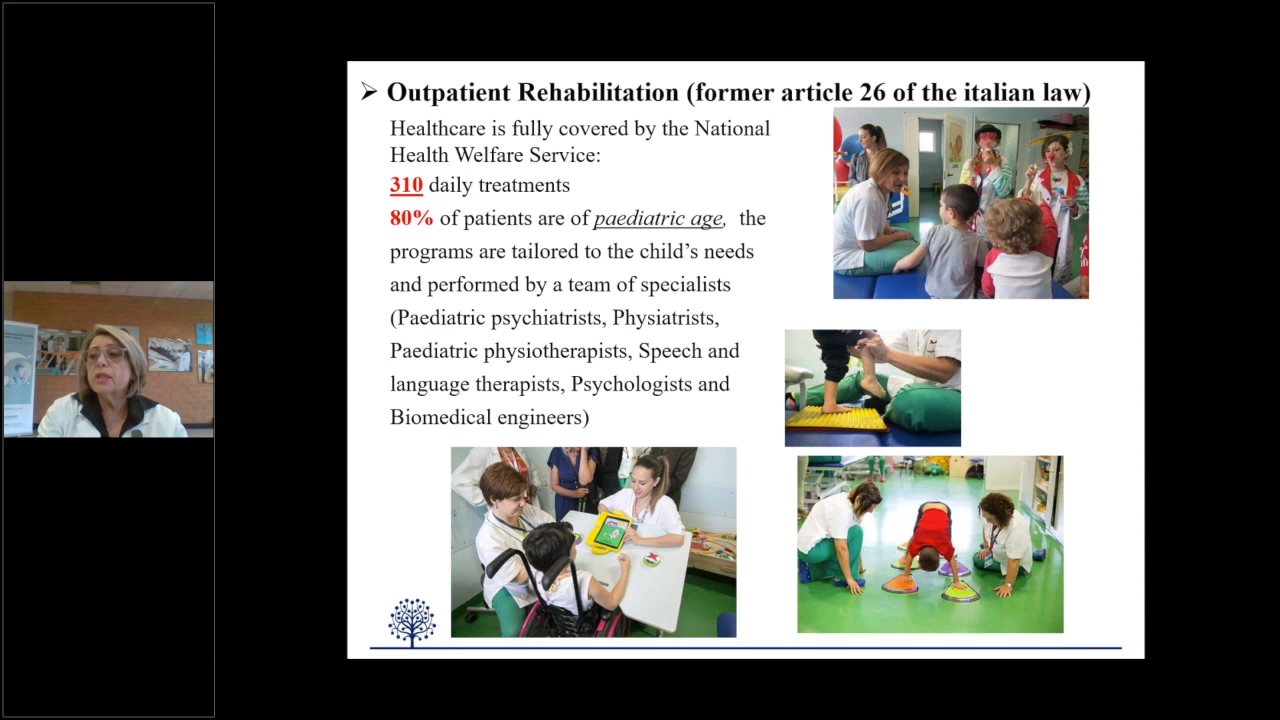 ➢ Outpatient Rehabilitation (former article 26 of the italian law)
Healthcare is fully covered by the National
Health Welfare Service:
310 daily treatments
80% of patients are of paediatric age, the
programs are tailored to the child’s needs
and performed by a team of specialists
(Paediatric psychiatrists, Physiatrists,
Paediatric physiotherapists, Speech and
language therapists, Psychologists and
Biomedical engineers)